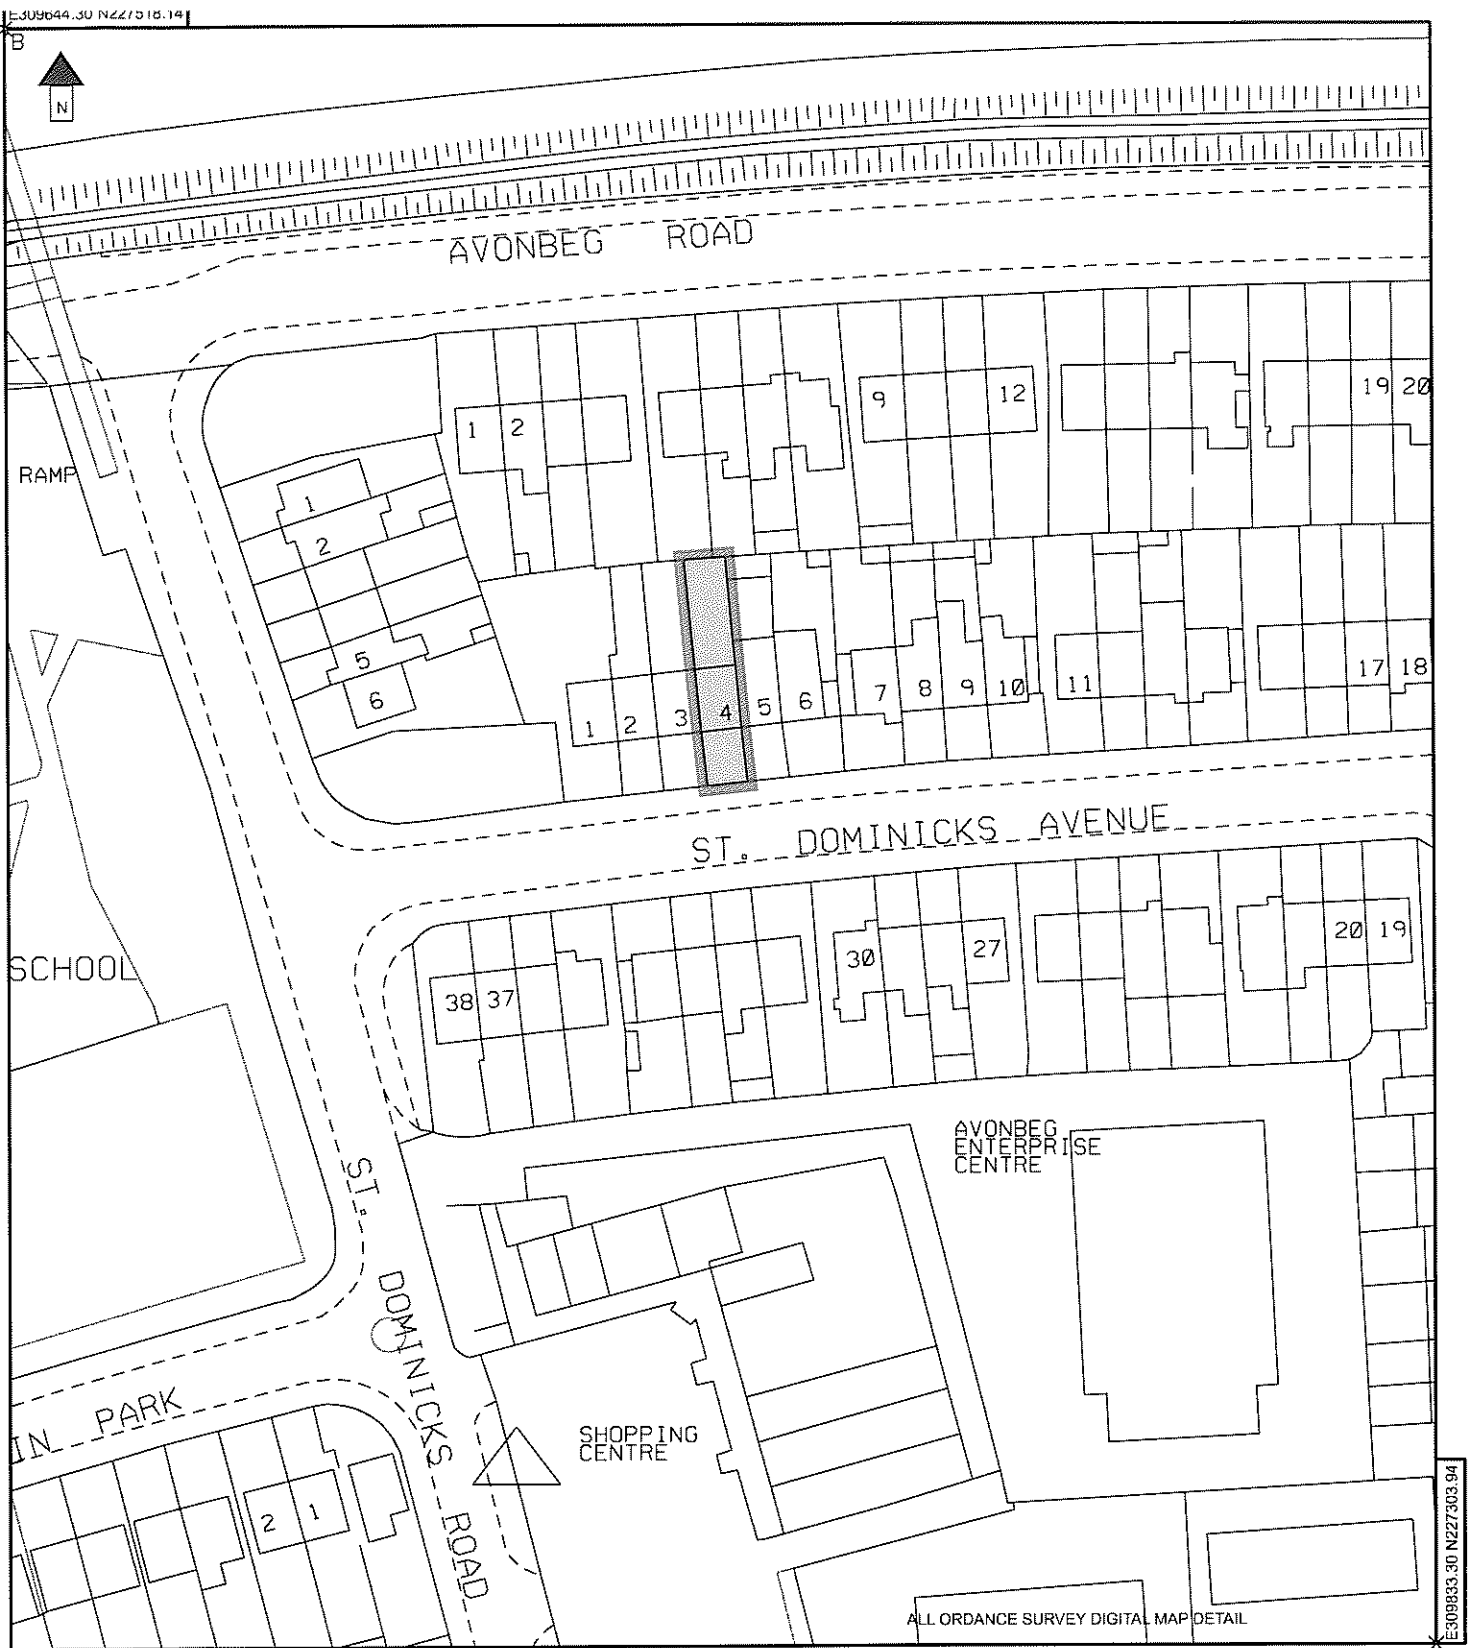 E309644.30 N227518.14
B
N
AVONBEG ROAD
1 2 9 12 19 20
RAMP
1
2
5
6
1 2 3 4 5 6 7 8 9 10 11 17 18
ST. DOMINICKS AVENUE
SCHOOL
38 37 30 27 20 19
AVONBEG
ENTERPRISE
CENTRE
ST. DOMINICKS ROAD
IN PARK
SHOPPING
CENTRE
2 1
ALL ORDANCE SURVEY DIGITAL MAP DETAIL
E309833.30 N227303.94